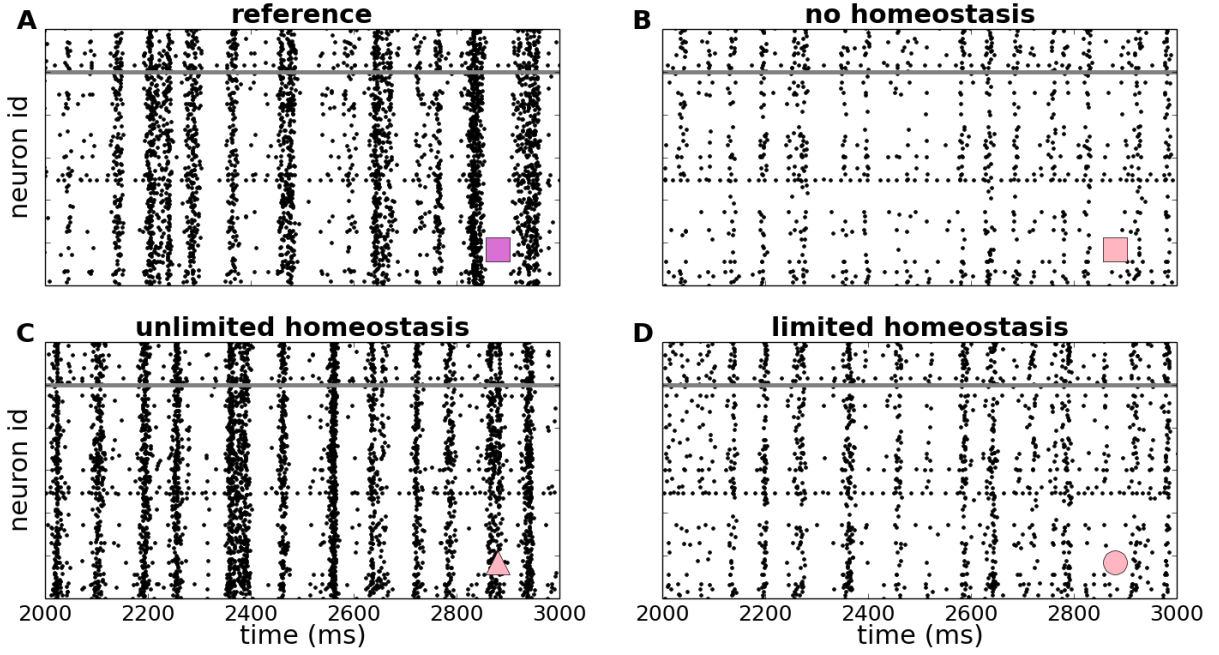 A reference
B no homeostasis
neuron id
C unlimited homeostasis
D limited homeostasis
neuron id
2000 2200 2400 2600 2800 3000
2000 2200 2400 2600 2800 3000
time (ms)
time (ms)